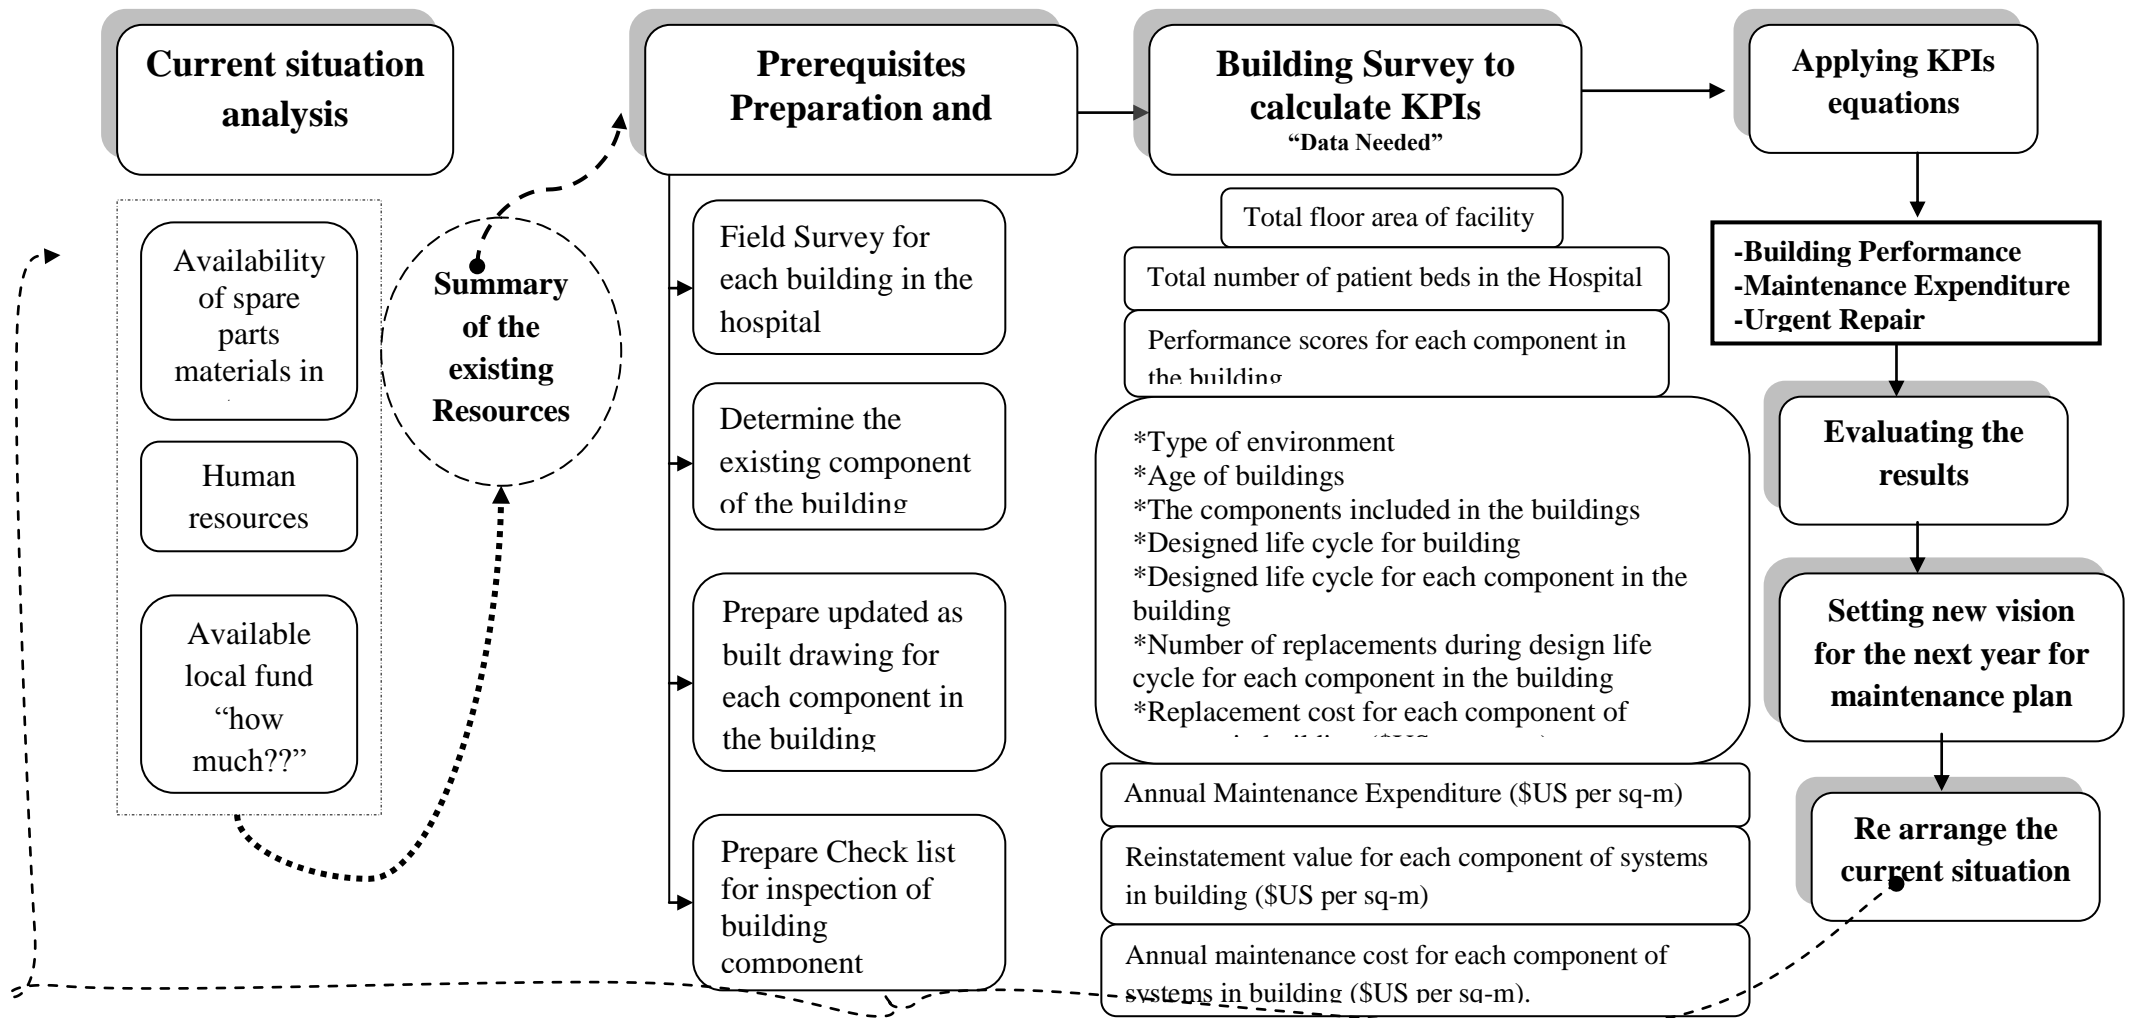 Current situation
analysis
Availability
of spare
parts
materials in
Human
resources
Available
local fund
“how
much??”
Summary
of the
existing
Resources
Prerequisites
Preparation and
Field Survey for
each building in the
hospital
Determine the
existing component
of the building
Prepare updated as
built drawing for
each component in
the building
Prepare Check list
for inspection of
building
component
Building Survey to
calculate KPIs
“Data Needed”
Total floor area of facility
Total number of patient beds in the Hospital
Performance scores for each component in
the building
*Type of environment
*Age of buildings
*The components included in the buildings
*Designed life cycle for building
*Designed life cycle for each component in the
building
*Number of replacements during design life
cycle for each component in the building
*Replacement cost for each component of
Annual Maintenance Expenditure ($US per sq-m)
Reinstatement value for each component of systems
in building ($US per sq-m)
Annual maintenance cost for each component of
systems in building ($US per sq-m).
Applying KPIs
equations
-Building Performance
-Maintenance Expenditure
-Urgent Repair
Evaluating the
results
Setting new vision
for the next year for
maintenance plan
Re arrange the
current situation